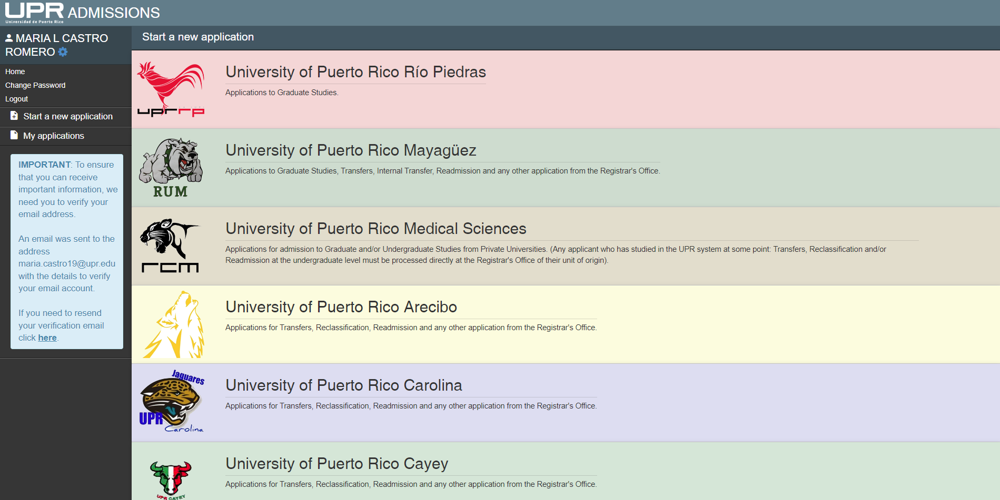 UPR ADMISSIONS
Universidad de Puerto Rico
MARIA L CASTRO
ROMERO
Home
Change Password
Logout
Start a new application
My applications
IMPORTANT: To ensure
that you can receive
important information, we
need you to verify your
email address.
An email was sent to the
address
maria.castro19@upr.edu
with the details to verify
your email account.
If you need to resend
your verification email
click here.
Start a new application
uprrp
University of Puerto Rico Río Piedras
Applications to Graduate Studies.
RUM
University of Puerto Rico Mayagüez
Applications to Graduate Studies, Transfers, Internal Transfer, Readmission and any other application from the Registrar's Office.
rcm
University of Puerto Rico Medical Sciences
Applications for admission to Graduate and/or Undergraduate Studies from Private Universities. (Any applicant who has studied in the UPR system at some point: Transfers, Reclassification and/or
Readmission at the undergraduate level must be processed directly at the Registrar's Office of their unit of origin).
University of Puerto Rico Arecibo
Applications for Transfers, Reclassification, Readmission and any other application from the Registrar's Office.
Jaguares
UPR
Carolina
University of Puerto Rico Carolina
Applications for Transfers, Reclassification, Readmission and any other application from the Registrar's Office.
UPR CAYEY
University of Puerto Rico Cayey
Applications for Transfers, Reclassification, Readmission and any other application from the Registrar's Office.